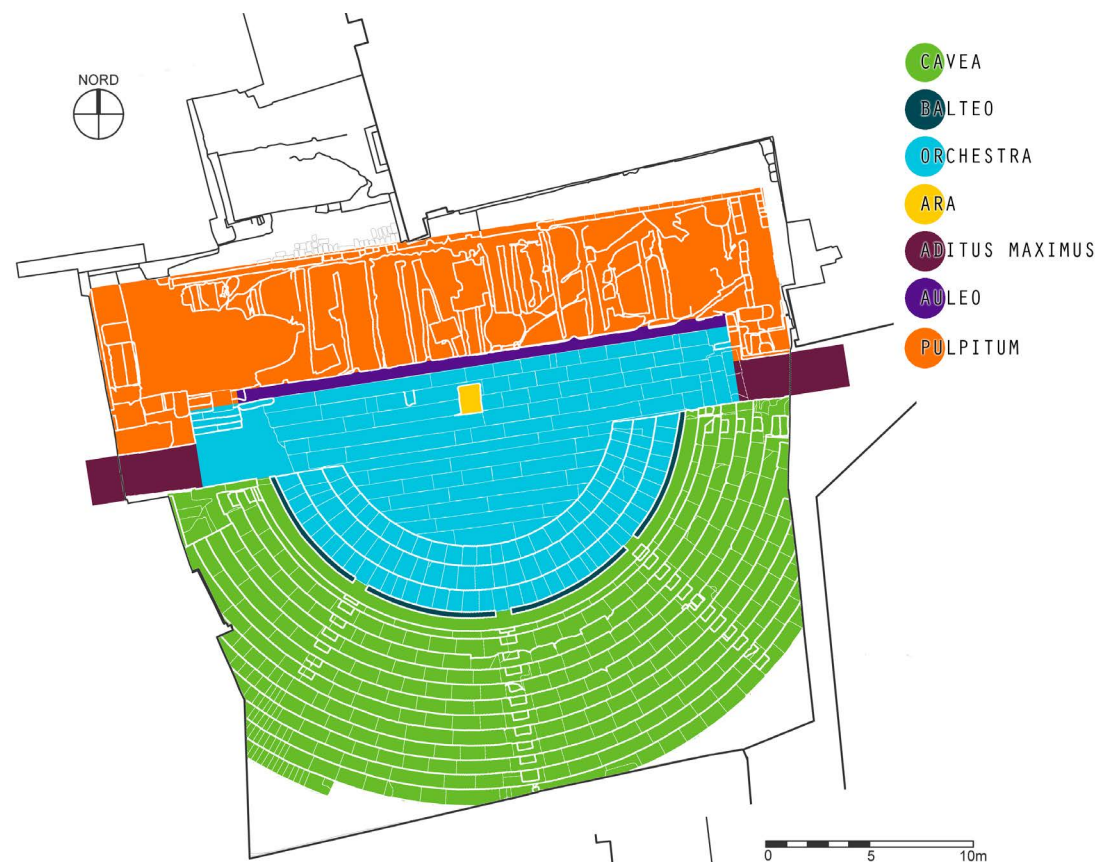 NORD
CAVEA
BALTEO
ORCHESTRA
ARA
ADITUS MAXIMUS
AULEO
PULPITUM
0 5 10m